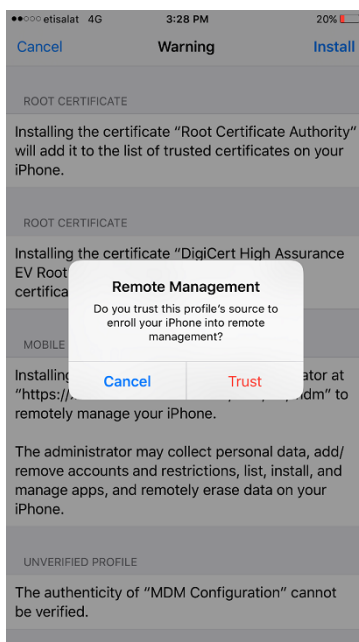 etisalat 4G 3:28 PM 20%
Cancel Warning Install
ROOT CERTIFICATE
Installing the certificate “Root Certificate Authority”
will add it to the list of trusted certificates on your
iPhone.
ROOT CERTIFICATE
Installing the certificate “DigiCert High Assurance
EV Root
certifica
Remote Management
Do you trust this profile's source to
enroll your iPhone into remote
management?
Cancel Trust
MOBILE
Installing
"https://
ator at
dm” to
remotely manage your iPhone.
The administrator may collect personal data, add/
remove accounts and restrictions, list, install, and
manage apps, and remotely erase data on your
iPhone.
UNVERIFIED PROFILE
The authenticity of “MDM Configuration” cannot
be verified.